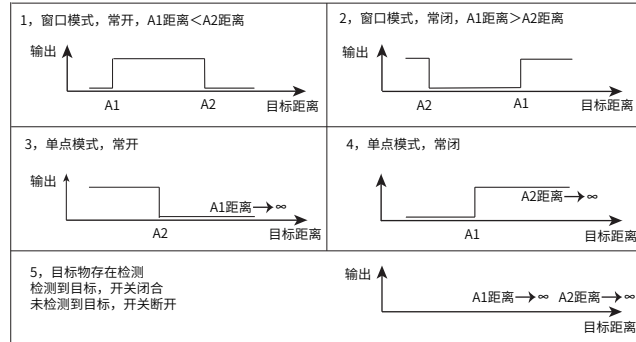 1，窗口模式，常开，A1距离＜A2距离
输出
A1
A2
目标距离
2，窗口模式，常闭，A1距离＞A2距离
输出
A2
A1
目标距离
3，单点模式，常开
输出
A1距离→∞
A2
目标距离
4，单点模式，常闭
A2距离→∞
A1
目标距离
5，目标物存在检测
检测到目标，开关闭合
未检测到目标，开关断开
输出
A1距离→∞ A2距离→∞
目标距离